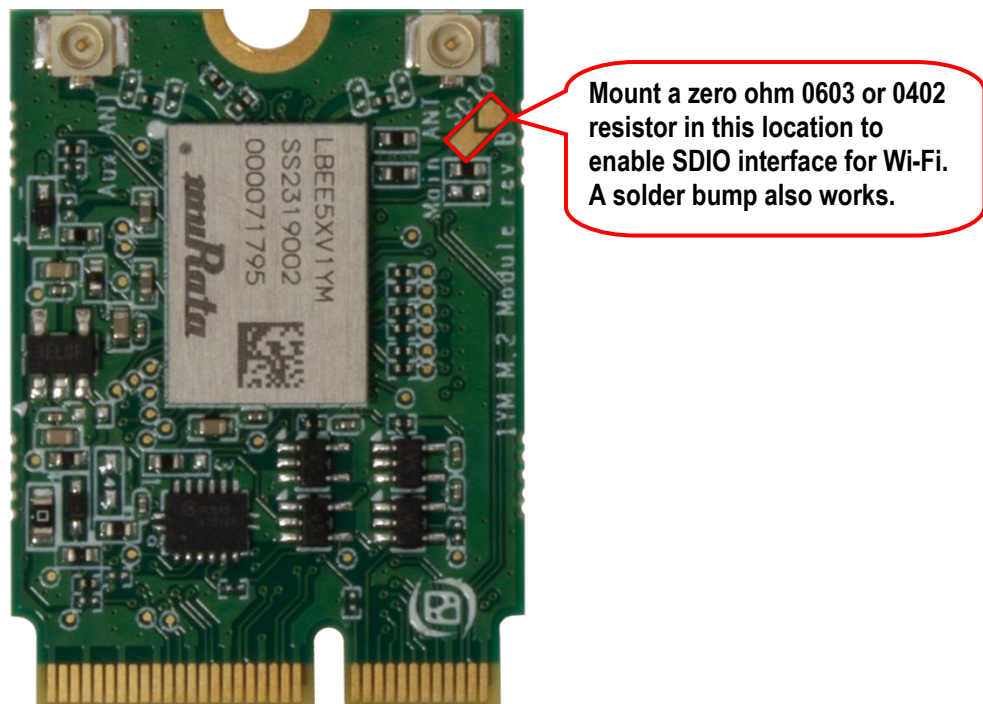 Mount a zero ohm 0603 or 0402
resistor in this location to
enable SDIO interface for Wi-Fi.
A solder bump also works.
Aux ANT
Main ANT
SDIO
LBEE5XV1YM
SS2319002
000071795
muRata
1YM M.2 Module rev B